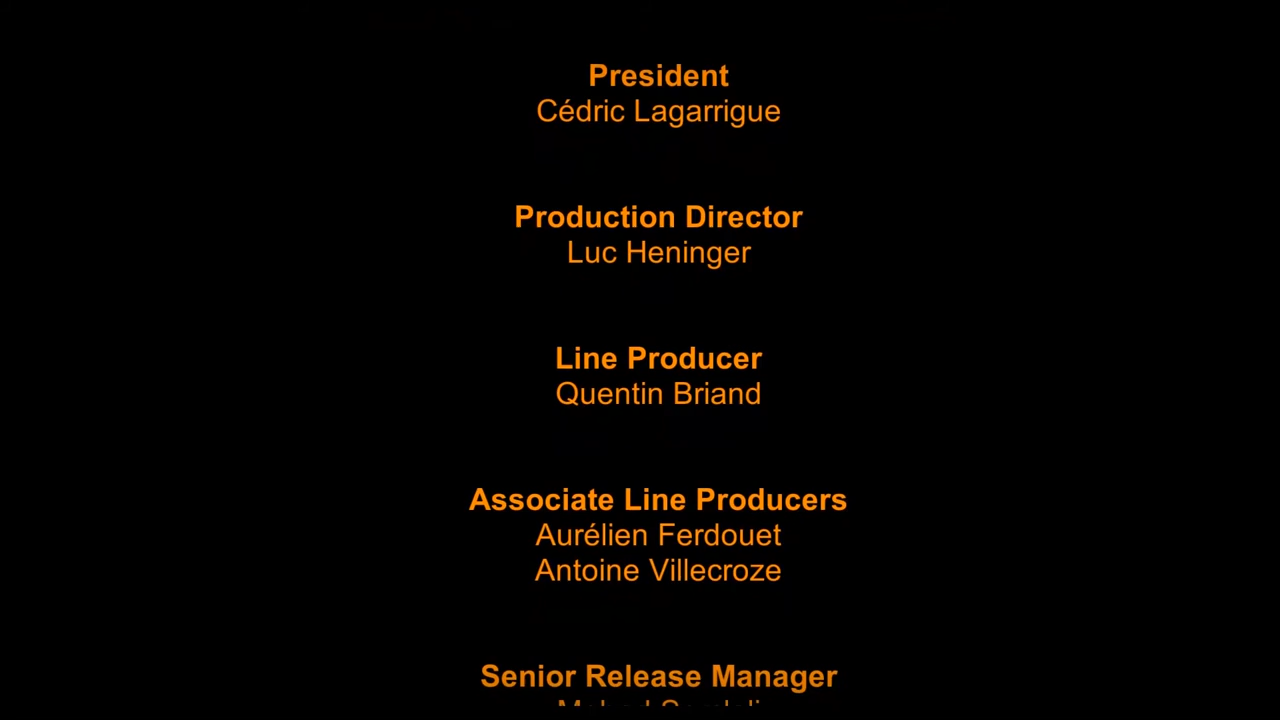 President
Cédric Lagarrigue
Production Director
Luc Heninger
Line Producer
Quentin Briand
Associate Line Producers
Aurélien Ferdouet
Antoine Villecroze
Senior Release Manager